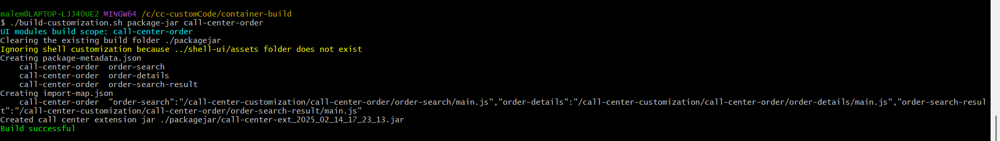 malem@LAPTOP-LJJ4OUE2 MINGW64 /c/cc-customCode/container-build
$ ./build-customization.sh package-jar call-center-order
UI modules build scope: call-center-order
Clearing the existing build folder ./packagejar
Ignoring shell customization because ../shell-ui/assets folder does not exist
Creating package-metadata.json
    call-center-order  order-search
    call-center-order  order-details
    call-center-order  order-search-result
Creating import-map.json
    call-center-order  "order-search":"/call-center-customization/call-center-order/order-search/main.js","order-details":"/call-center-customization/call-center-order/order-details/main.js","order-search-resul
t":"/call-center-customization/call-center-order/order-search-result/main.js"
Created call center extension jar ./packagejar/call-center-ext_2025_02_14_17_23_13.jar
Build successful